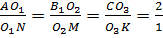 AO₁/O₁N = B₁O₂/O₂M = CO₃/O₃K = 2/1